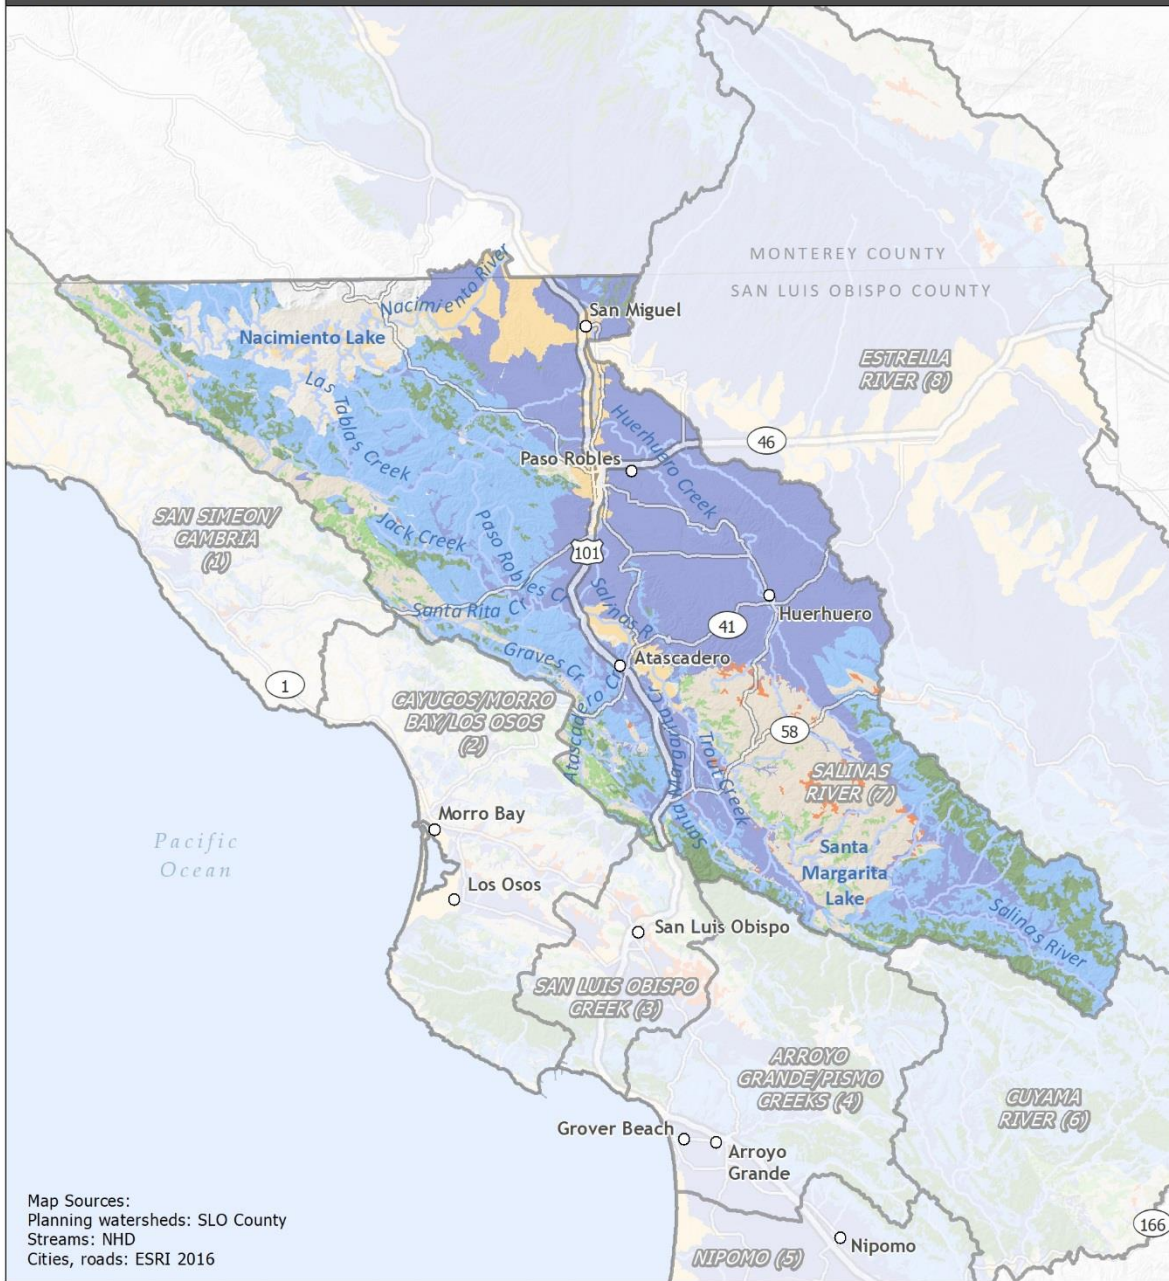 MONTEREY COUNTY
SAN LUIS OBISPO COUNTY
Nacimiento River
San Miguel
Nacimiento Lake
ESTRELLA
RIVER (8)
Las Tablas Creek
Huerhuero Creek
46
Paso Robles
SAN SIMEON/
CAMBRIA
(1)
Jack Creek
Paso Robles Cr
101
Santa Rita Cr
Salinas R
Huerhuero
41
Graves Cr
Atascadero
1
CAYUCOS/MORRO
BAY/LOS OSOS
(2)
Atascadero Cr
Santa Margarita Cr
Trout Creek
58
SALINAS
RIVER (7)
Morro Bay
Pacific
Ocean
Santa
Margarita
Lake
Los Osos
Salinas River
San Luis Obispo
SAN LUIS OBISPO
CREEK (3)
ARROYO
GRANDE/PISMO
CREEKS (4)
CUYAMA
RIVER (6)
Grover Beach
Arroyo
Grande
Map Sources:
Planning watersheds: SLO County
Streams: NHD
Cities, roads: ESRI 2016
166
Nipomo
NIPOMO (5)